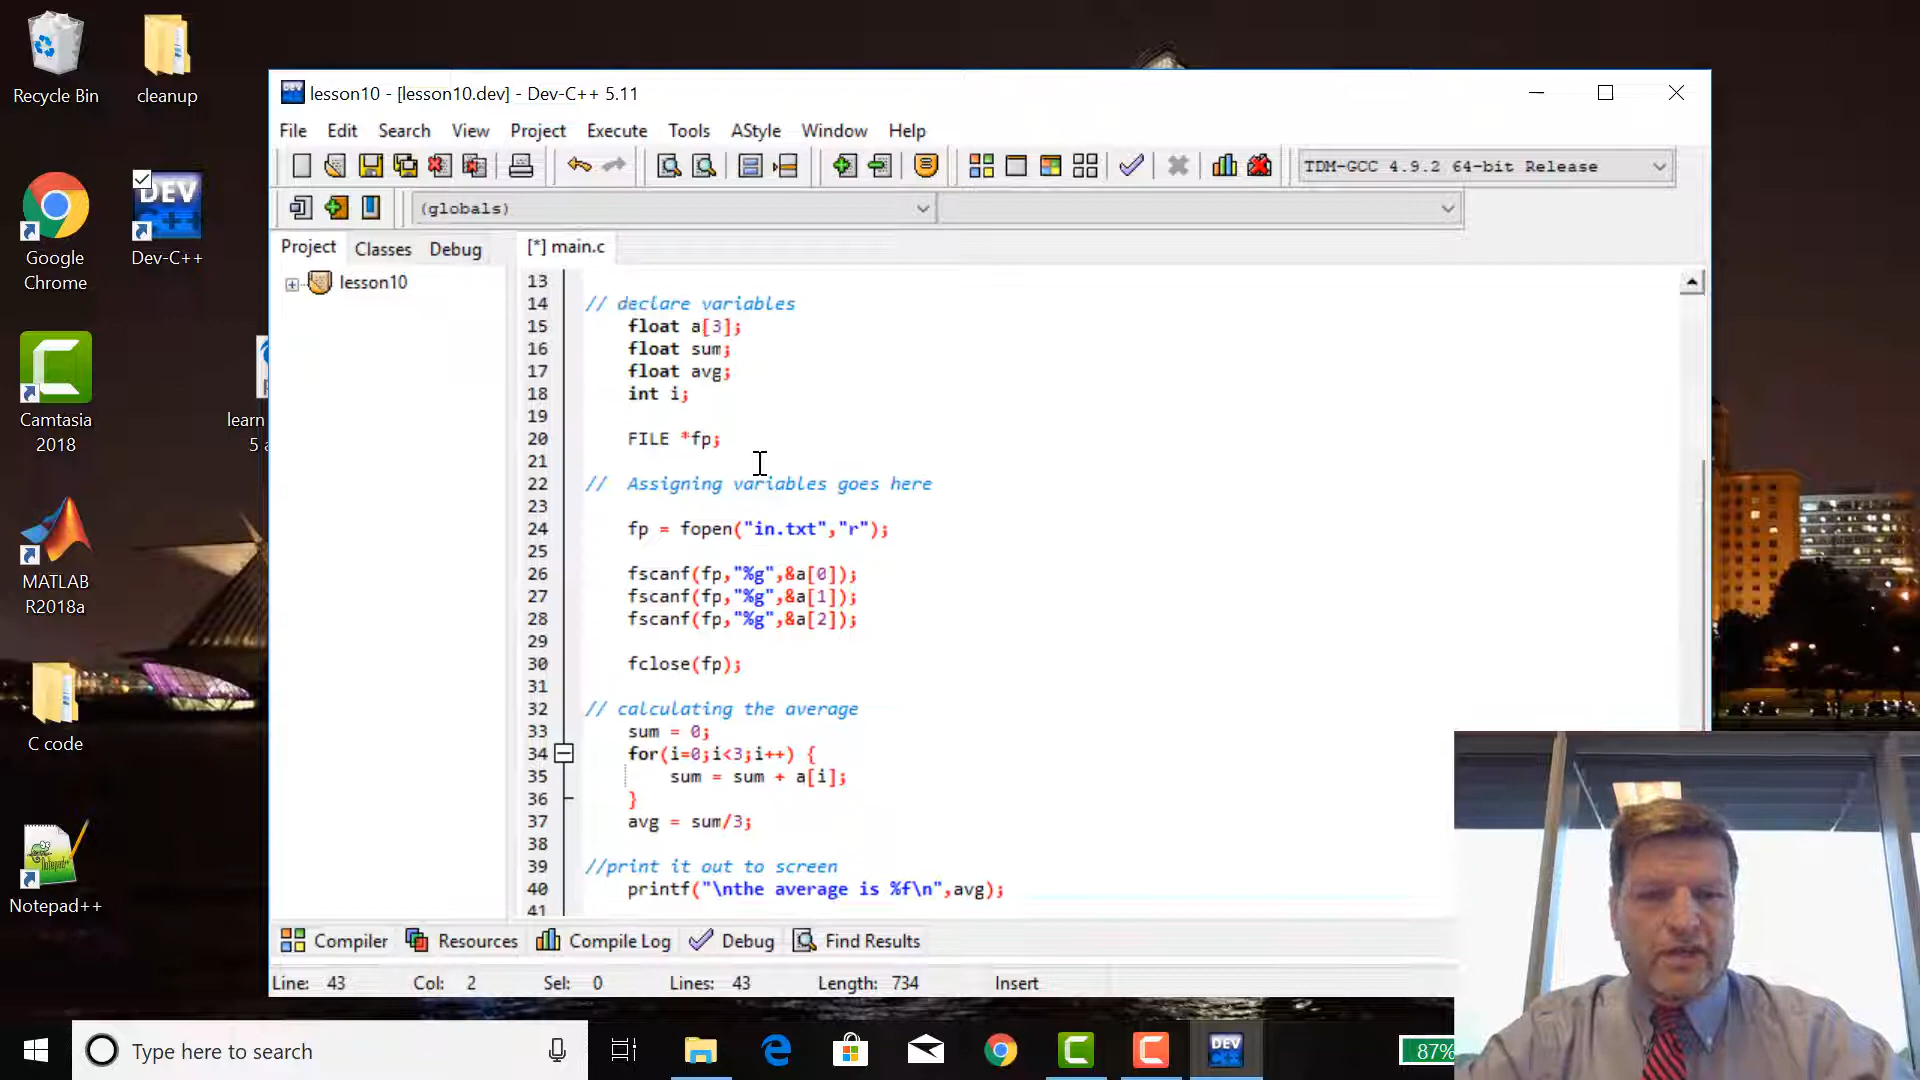 Recycle Bin
cleanup
Google Chrome
DEV C++
Dev-C++
Camtasia 2018
learn
5 a
MATLAB R2018a
C code
Notepad++
lesson10 - [lesson10.dev] - Dev-C++ 5.11
File Edit Search View Project Execute Tools AStyle Window Help
TDM-GCC 4.9.2 64-bit Release
(globals)
Project Classes Debug
[*] main.c
lesson10
13
14 // declare variables
15 float a[3];
16 float sum;
17 float avg;
18 int i;
19
20 FILE *fp;
21
22 // Assigning variables goes here
23
24 fp = fopen("in.txt","r");
25
26 fscanf(fp,"%g",&a[0]);
27 fscanf(fp,"%g",&a[1]);
28 fscanf(fp,"%g",&a[2]);
29
30 fclose(fp);
31
32 // calculating the average
33 sum = 0;
34 for(i=0;i<3;i++) {
35 sum = sum + a[i];
36 }
37 avg = sum/3;
38
39 //print it out to screen
40 printf("\nthe average is %f\n",avg);
41
Compiler Resources Compile Log Debug Find Results
Line: 43 Col: 2 Sel: 0 Lines: 43 Length: 734 Insert
Type here to search
DEV
87%